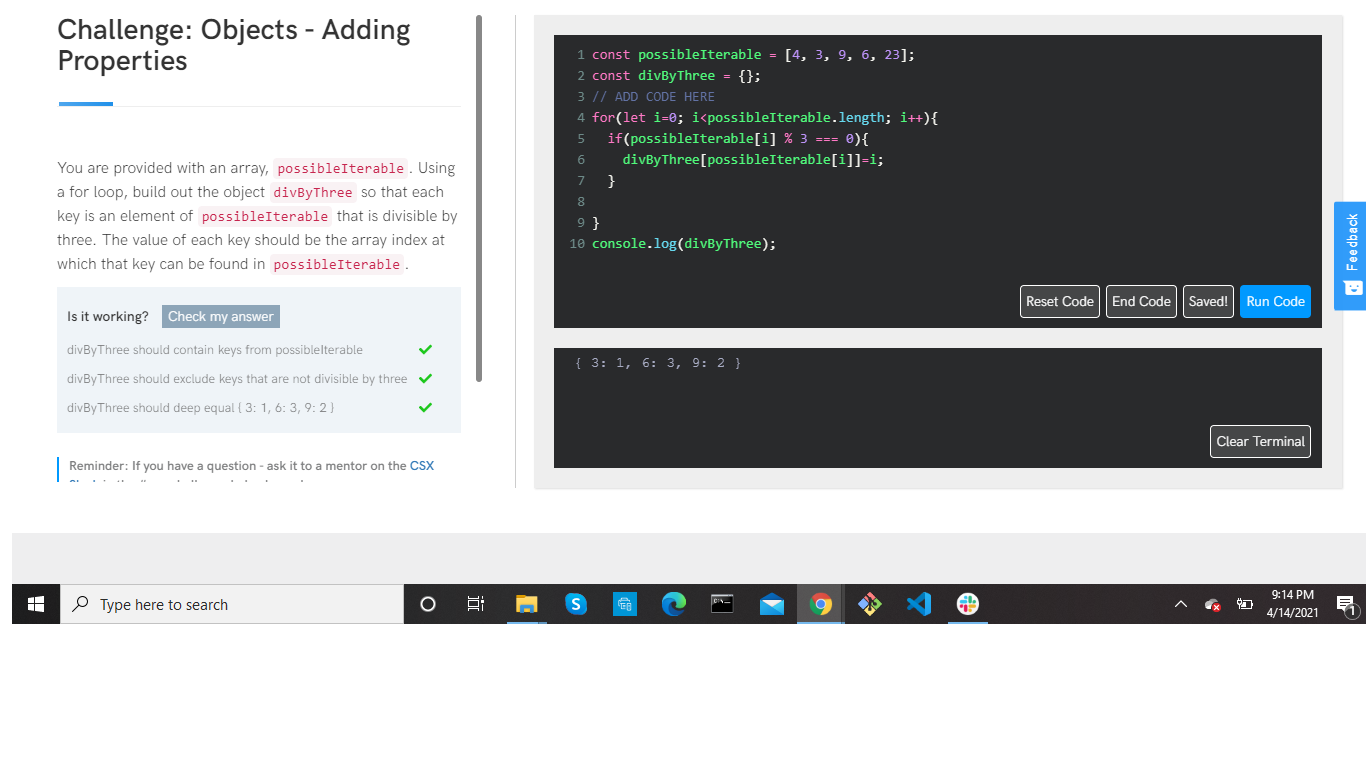 Challenge: Objects - Adding
Properties
You are provided with an array, possibleIterable . Using
a for loop, build out the object divByThree so that each
key is an element of possibleIterable that is divisible by
three. The value of each key should be the array index at
which that key can be found in possibleIterable .
Is it working? Check my answer
divByThree should contain keys from possibleIterable
divByThree should exclude keys that are not divisible by three
divByThree should deep equal { 3: 1, 6: 3, 9: 2 }
Reminder: If you have a question - ask it to a mentor on the CSX
1 const possibleIterable = [4, 3, 9, 6, 23];
2 const divByThree = {};
3 // ADD CODE HERE
4 for(let i=0; i<possibleIterable.length; i++){
5 if(possibleIterable[i] % 3 === 0){
6 divByThree[possibleIterable[i]]=i;
7 }
8
9 }
10 console.log(divByThree);
Reset Code End Code Saved! Run Code
{ 3: 1, 6: 3, 9: 2 }
Clear Terminal
Feedback
Type here to search
9:14 PM
4/14/2021
1